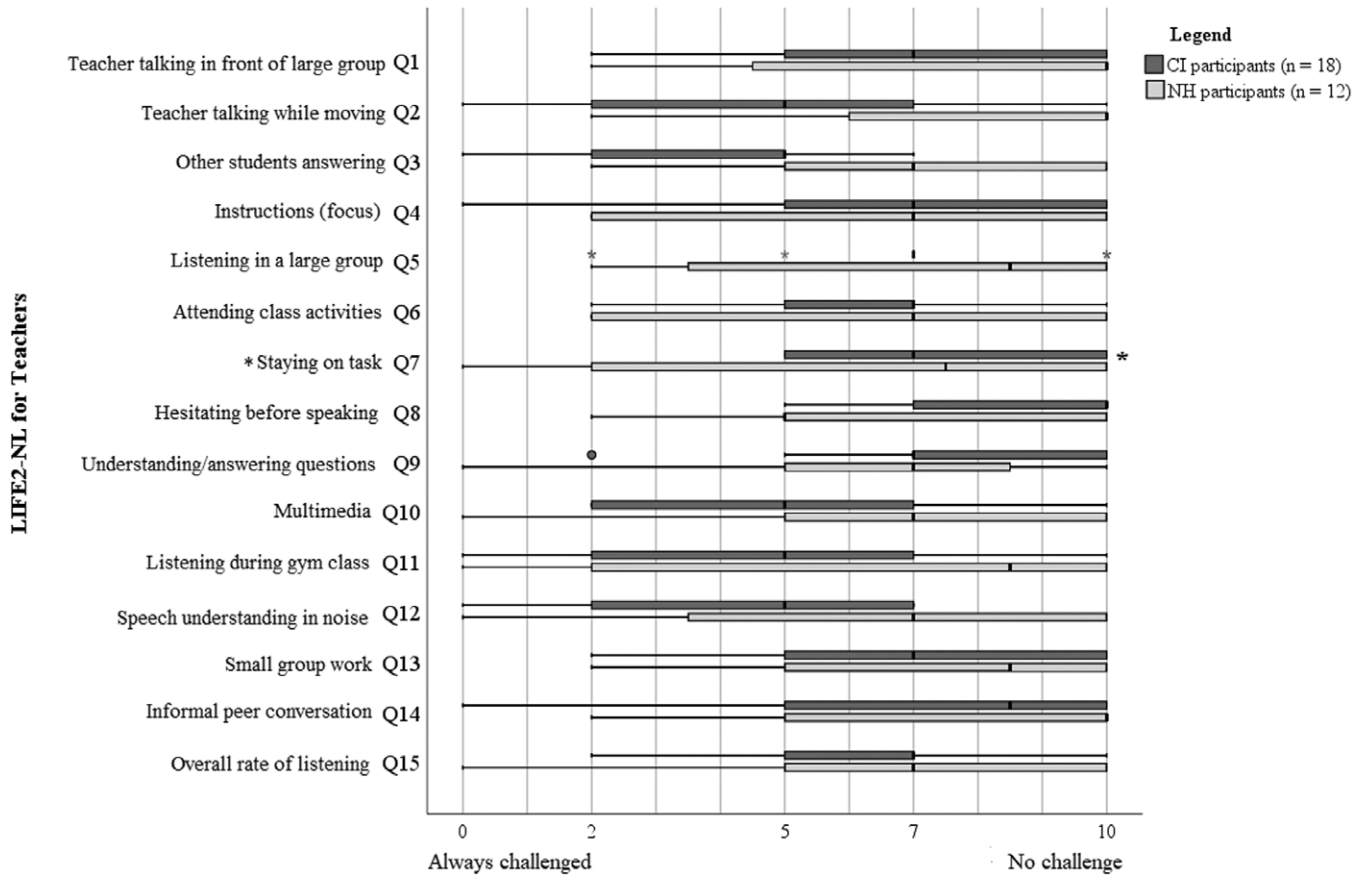 Legend
CI participants (n = 18)
NH participants (n = 12)
LIFE2-NL for Teachers
Teacher talking in front of large group Q1
Teacher talking while moving Q2
Other students answering Q3
Instructions (focus) Q4
Listening in a large group Q5
* * *
Attending class activities Q6
* Staying on task Q7 *
Hesitating before speaking Q8
Understanding/answering questions Q9
Multimedia Q10
Listening during gym class Q11
Speech understanding in noise Q12
Small group work Q13
Informal peer conversation Q14
Overall rate of listening Q15
0 2 5 7 10
Always challenged No challenge